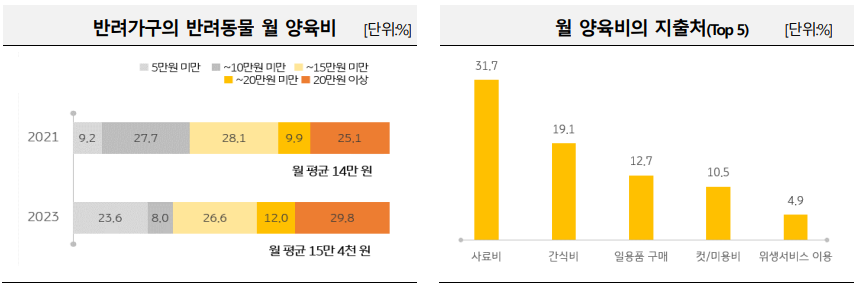 반려가구의 반려동물 월 양육비 [단위:%]
5만원 미만 ~10만원 미만 ~15만원 미만
~20만원 미만 20만원 이상
2021 9.2 27.7 28.1 9.9 25.1
월 평균 14만 원
2023 23.6 8.0 26.6 12.0 29.8
월 평균 15만 4천 원
월 양육비의 지출처(Top 5) [단위:%]
31.7
19.1
12.7
10.5
4.9
사료비 간식비 일용품 구매 컷/미용비 위생서비스 이용